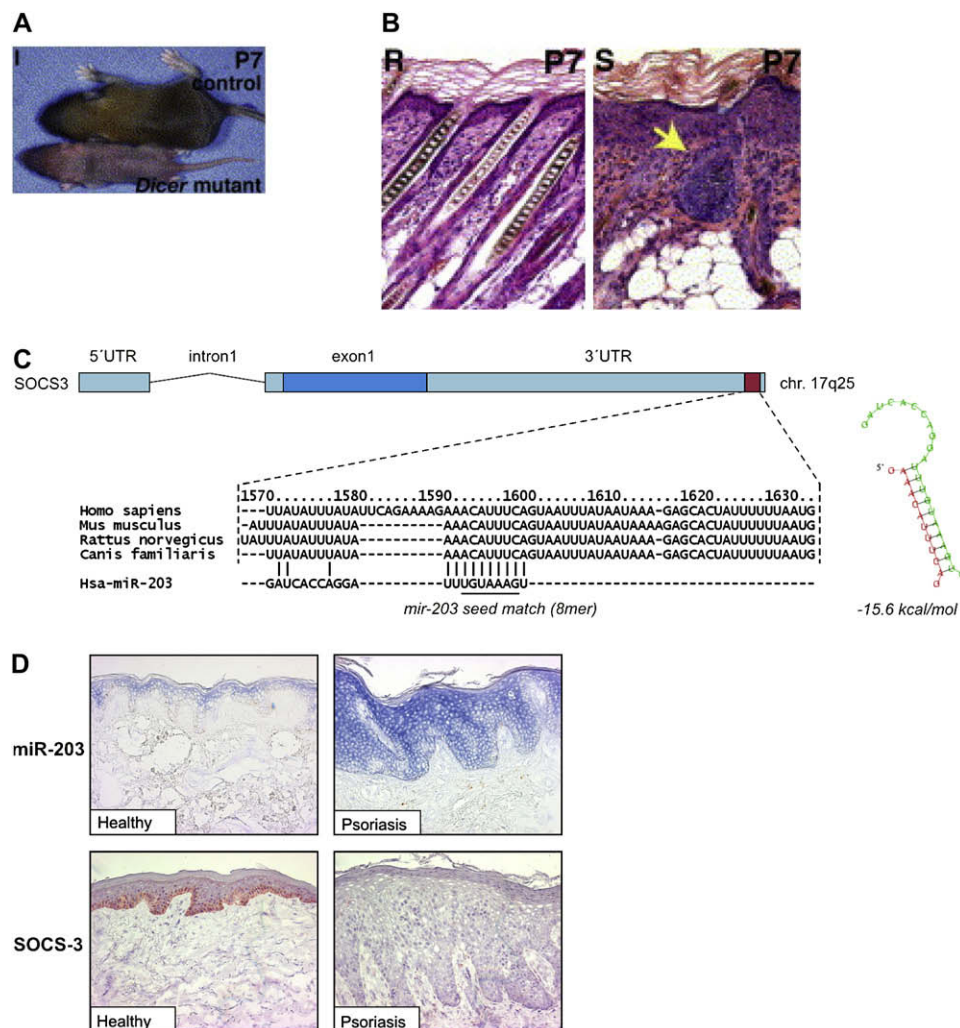 A
I
P7
control
Dicer mutant
B
R
P7
S
P7
C
5´UTR
intron1
exon1
3´UTR
SOCS3
chr. 17q25
1570......1580......1590......1600......1610......1620......1630...
Homo sapiens
---UUAUAUUUAUAUUCAGAAAAGAAACAUUUCAGUAAUUUAUAAUAAA-GAGCACUAUUUUUUAAUG
Mus musculus
-AUUUAUAUUUAUA----------AAACAUUUCAGUAAUUUAUAAUAAAAGAGCACUAUUUUUUAAUG
Rattus norvegicus
UAUUUAUAUUUAUA----------AAACAUUUCAGUAAUUUAUAAUAAA-GAGCACUAUUUUUUAAUG
Canis familiaris
---UUAUAUUUAUA----------AAACAUUUCAGUAAUUUAUAAUAAA-GAGCACUAUUUUUUAAUG
Hsa-miR-203
---GAUCACCAGGA----------UUUGUAAAGU----------------------------------
mir-203 seed match (8mer)
5'
-15.6 kcal/mol
D
miR-203
Healthy
Psoriasis
SOCS-3
Healthy
Psoriasis